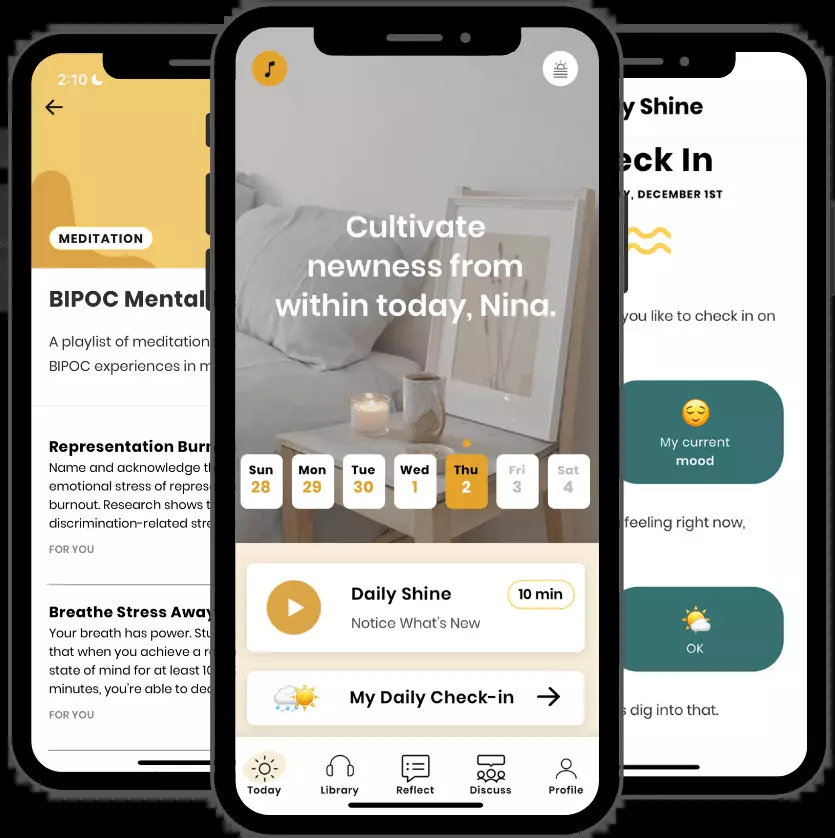 2:10
MEDITATION
BIPOC Mental
A playlist of meditation
BIPOC experiences in m
Representation Burn
Name and acknowledge th
emotional stress of repres
burnout. Research shows t
discrimination-related stre
FOR YOU
Breathe Stress Away
Your breath has power. Stu
that when you achieve a re
state of mind for at least 10
minutes, you're able to dec
FOR YOU
Cultivate
newness from
within today, Nina.
Sun Mon Tue Wed Thu Fri Sat
28 29 30 1 2 3 4
Daily Shine
10 min
Notice What's New
My Daily Check-in
Today Library Reflect Discuss Profile
y Shine
eck In
Y, DECEMBER 1ST
you like to check in on
My current
mood
feeling right now,
OK
s dig into that.